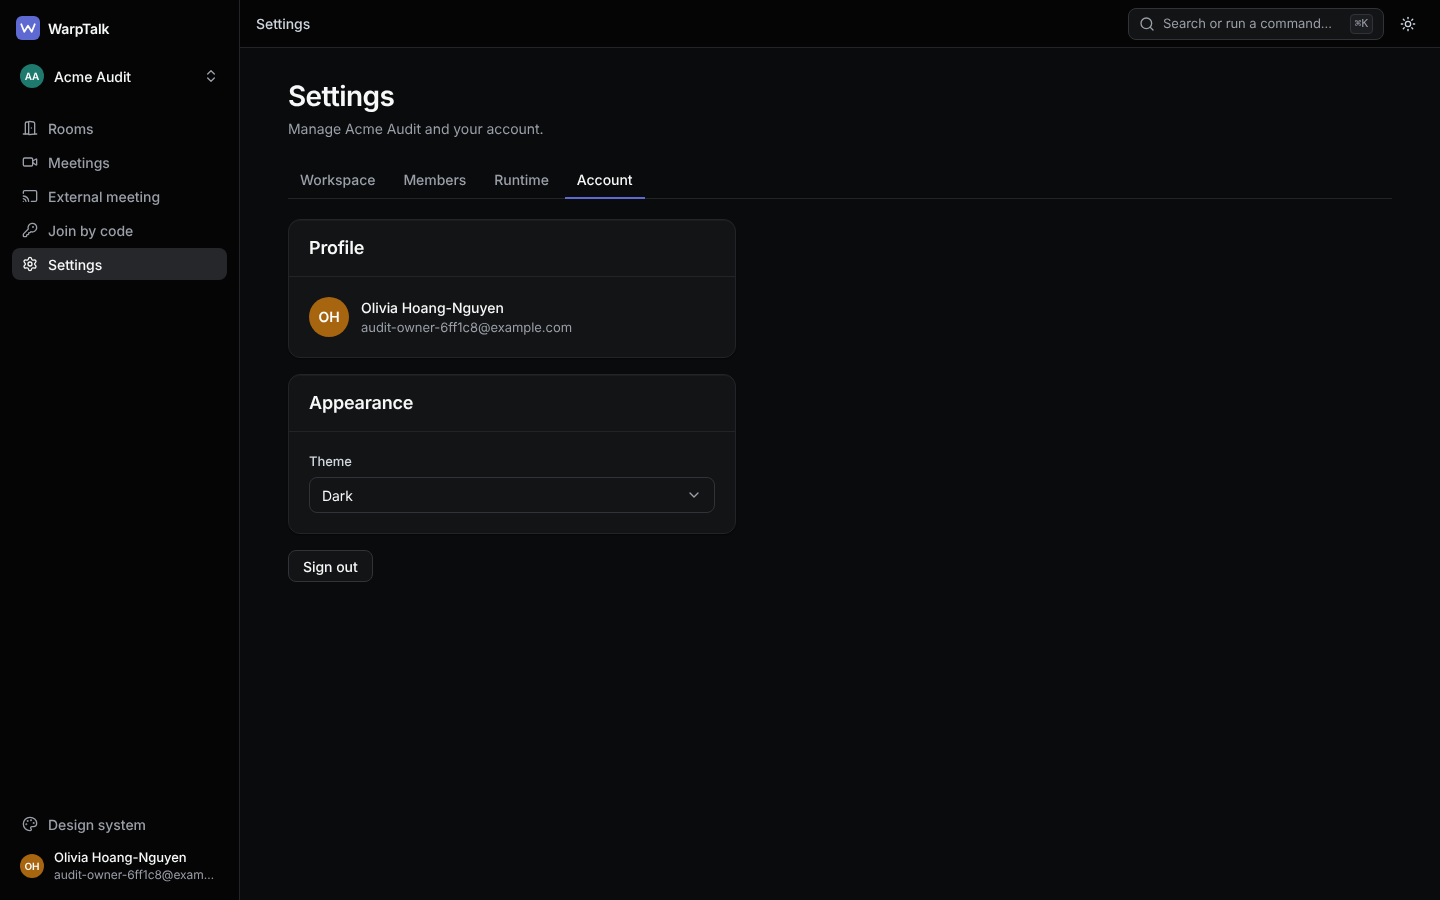 WarpTalk
AA
Acme Audit
Rooms
Meetings
External meeting
Join by code
Settings
Design system
OH
Olivia Hoang-Nguyen
audit-owner-6ff1c8@exam...
Settings
Search or run a command...
⌘K
Settings
Manage Acme Audit and your account.
Workspace
Members
Runtime
Account
Profile
OH
Olivia Hoang-Nguyen
audit-owner-6ff1c8@example.com
Appearance
Theme
Dark
Sign out